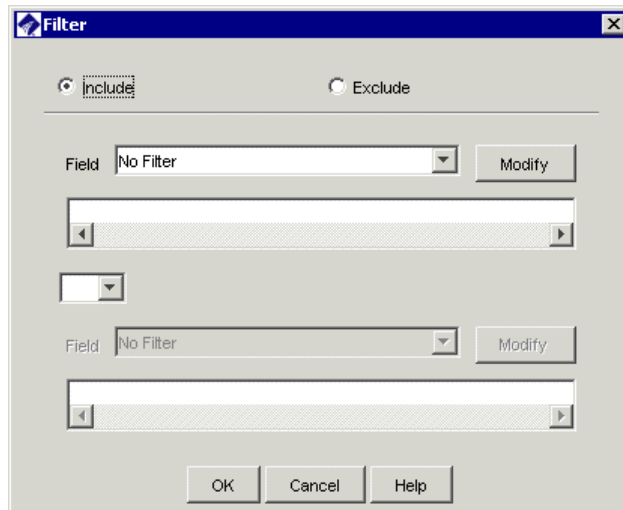 Filter
Include Exclude
Field No Filter Modify
Field No Filter Modify
OK Cancel Help